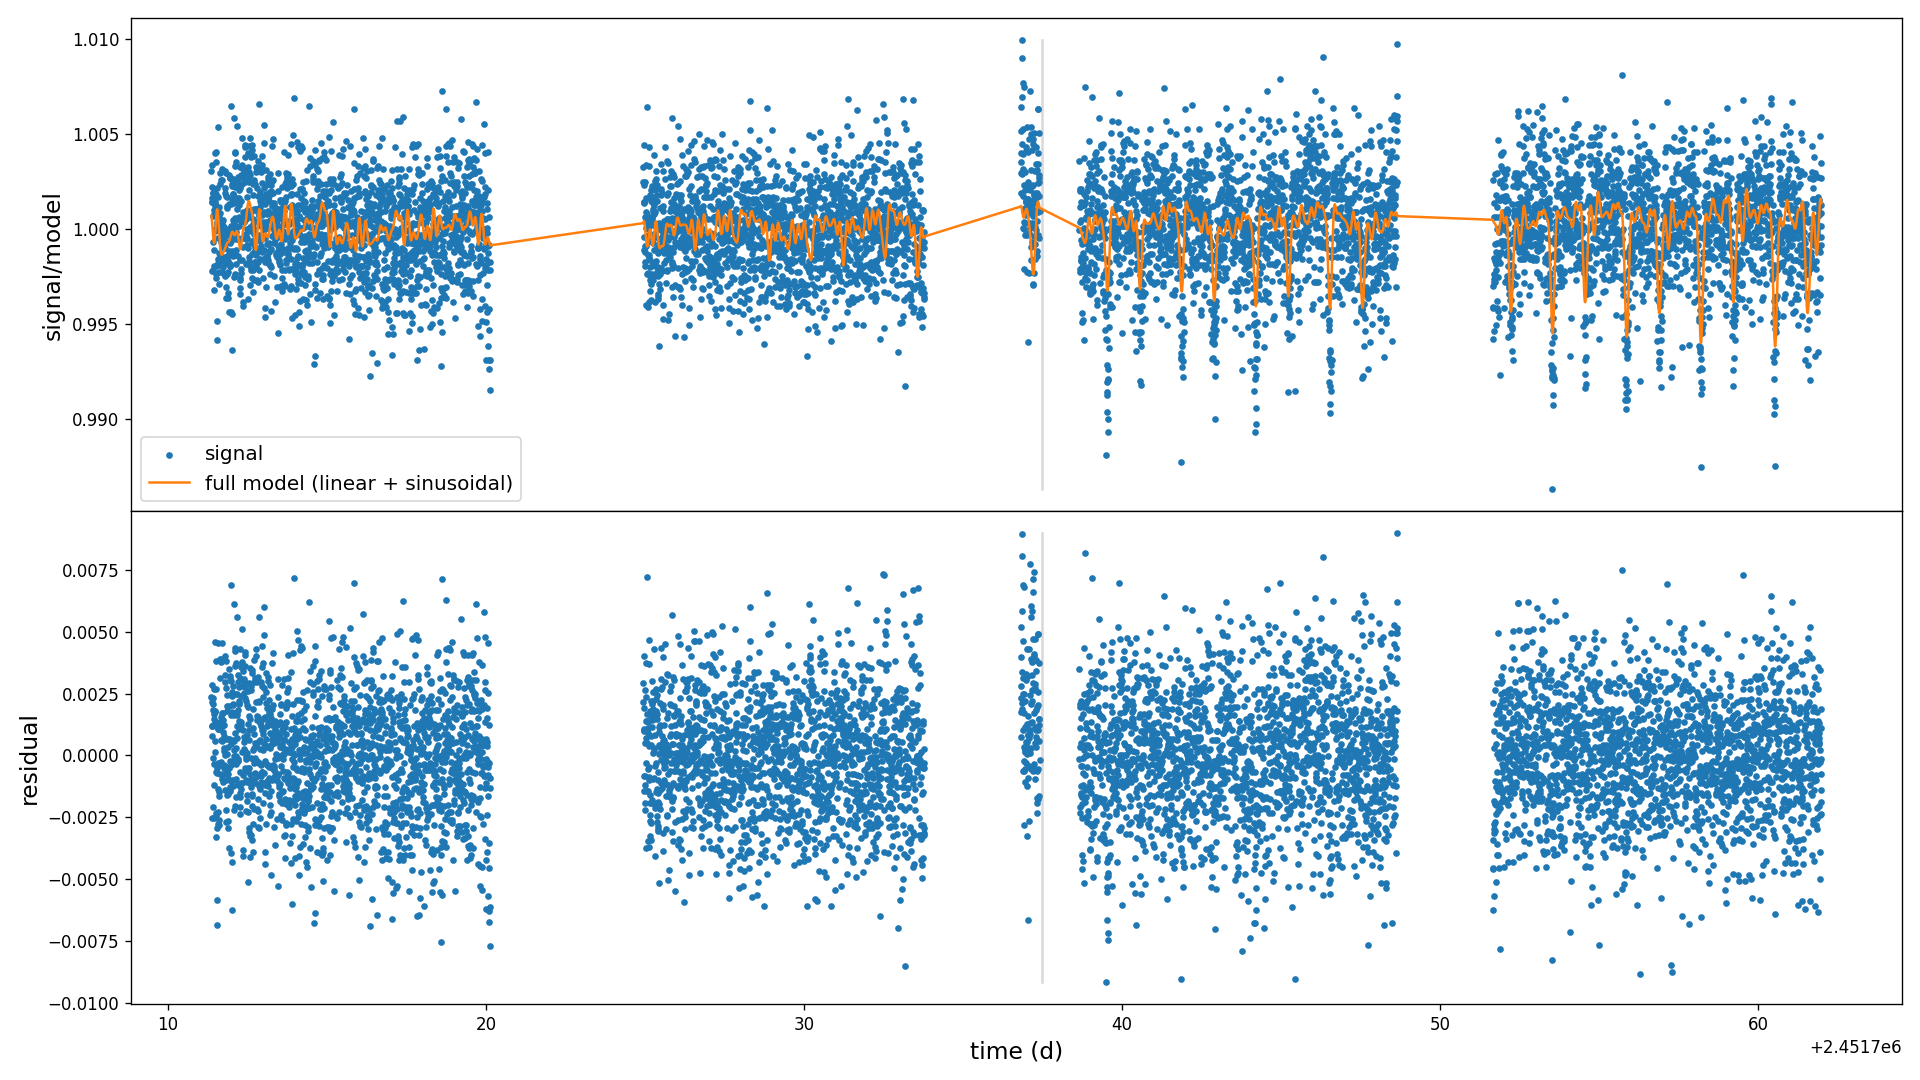 1.010
1.005
1.000
0.995
0.990
signal/model
signal
full model (linear + sinusoidal)
0.0075
0.0050
0.0025
0.0000
−0.0025
−0.0050
−0.0075
−0.0100
residual
10 20 30 40 50 60
time (d)
+2.4517e6